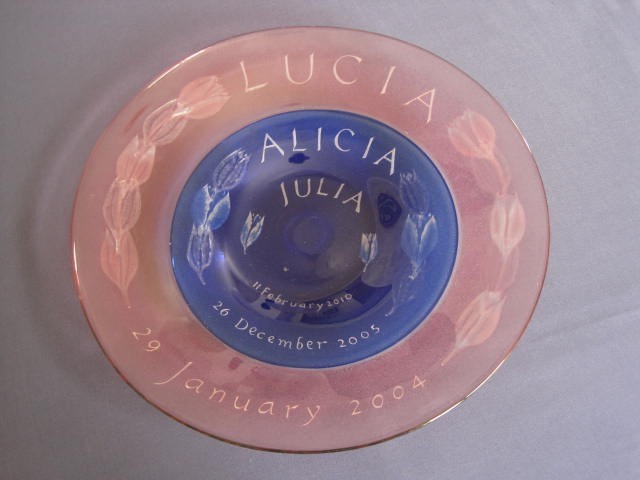 LUCIA
ALICIA
JULIA
11 February 2010
26 December 2005
29 January 2004